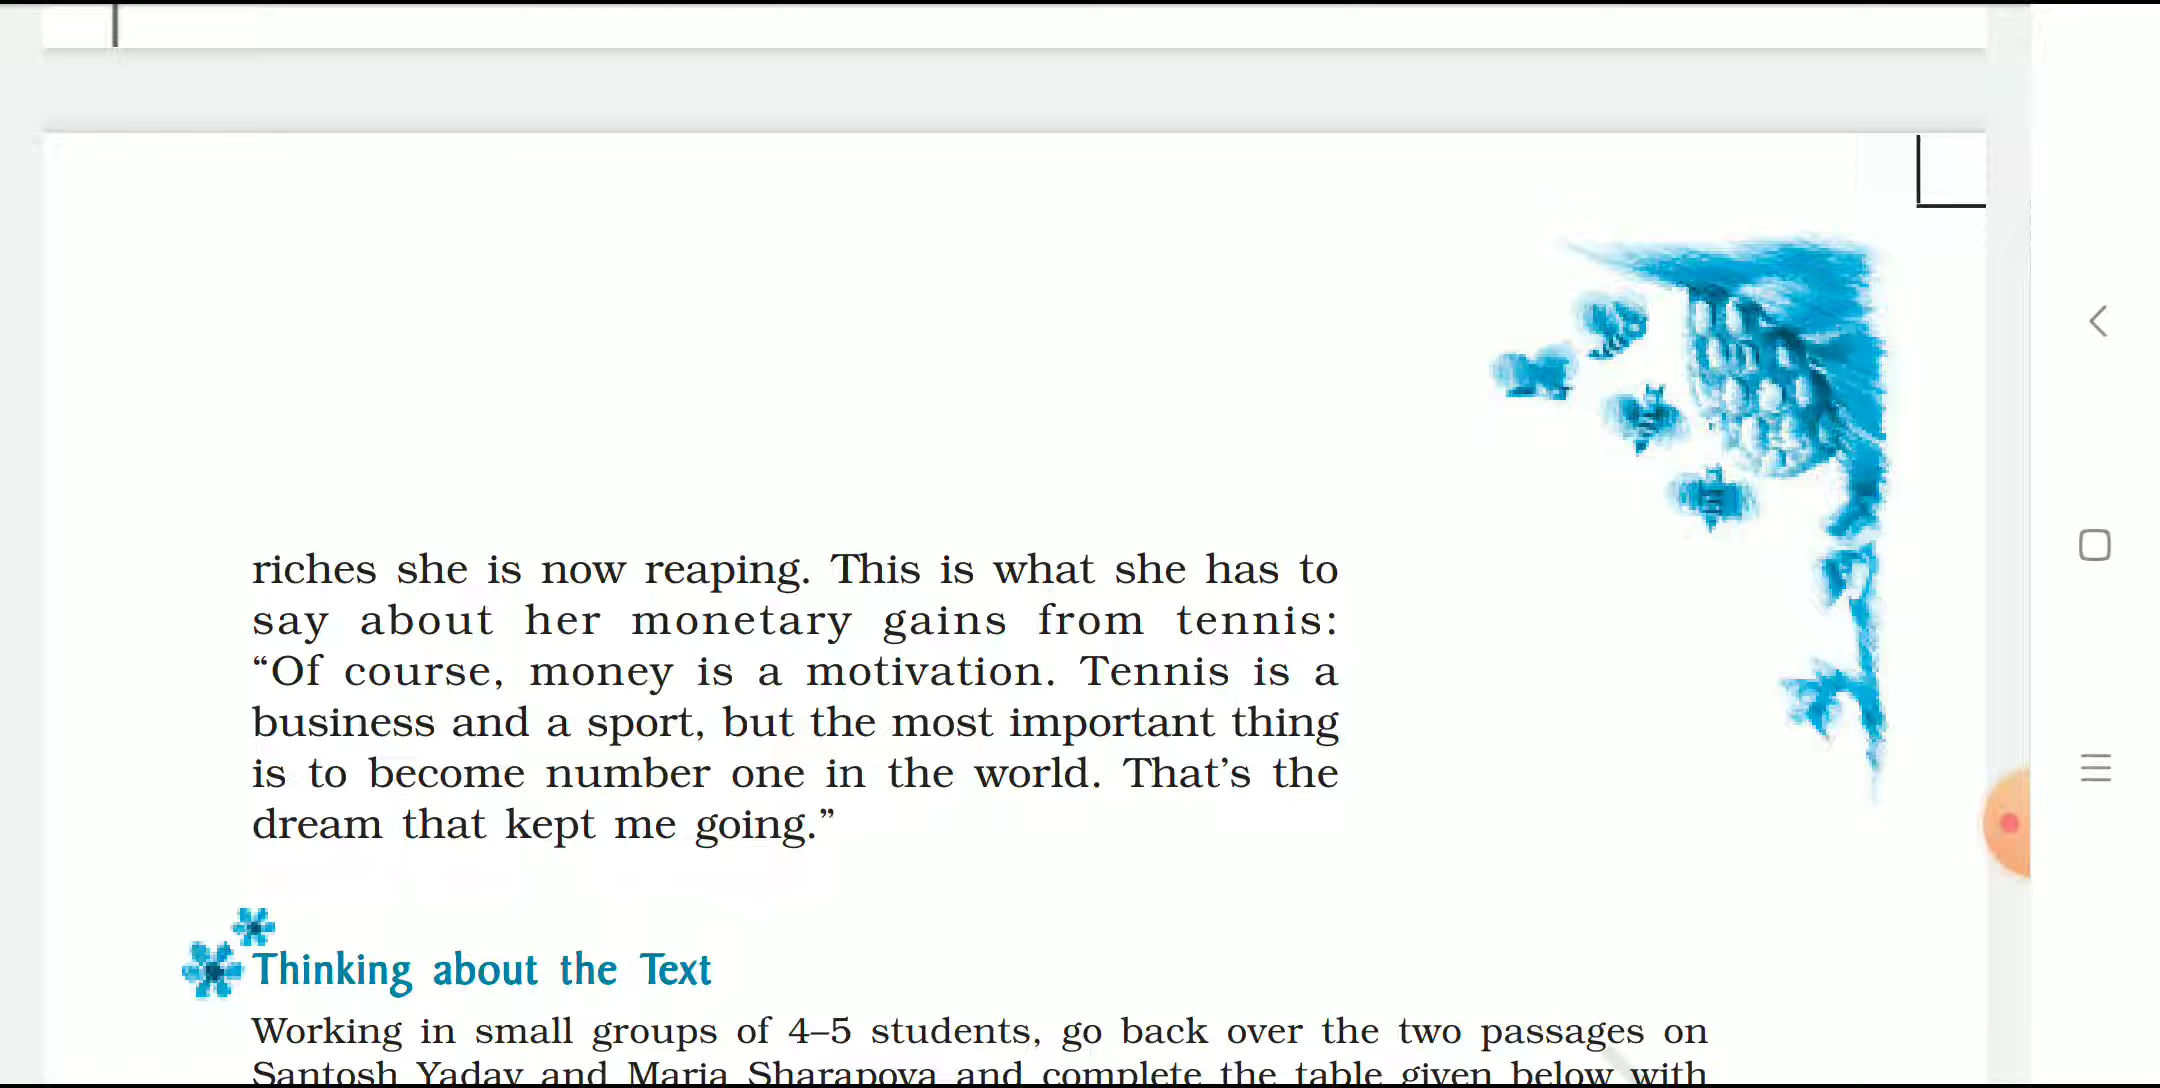 riches she is now reaping. This is what she has to
say about her monetary gains from tennis:
“Of course, money is a motivation. Tennis is a
business and a sport, but the most important thing
is to become number one in the world. That’s the
dream that kept me going.”
Thinking about the Text
Working in small groups of 4–5 students, go back over the two passages on
Santosh Yadav and Maria Sharapova and complete the table given below with